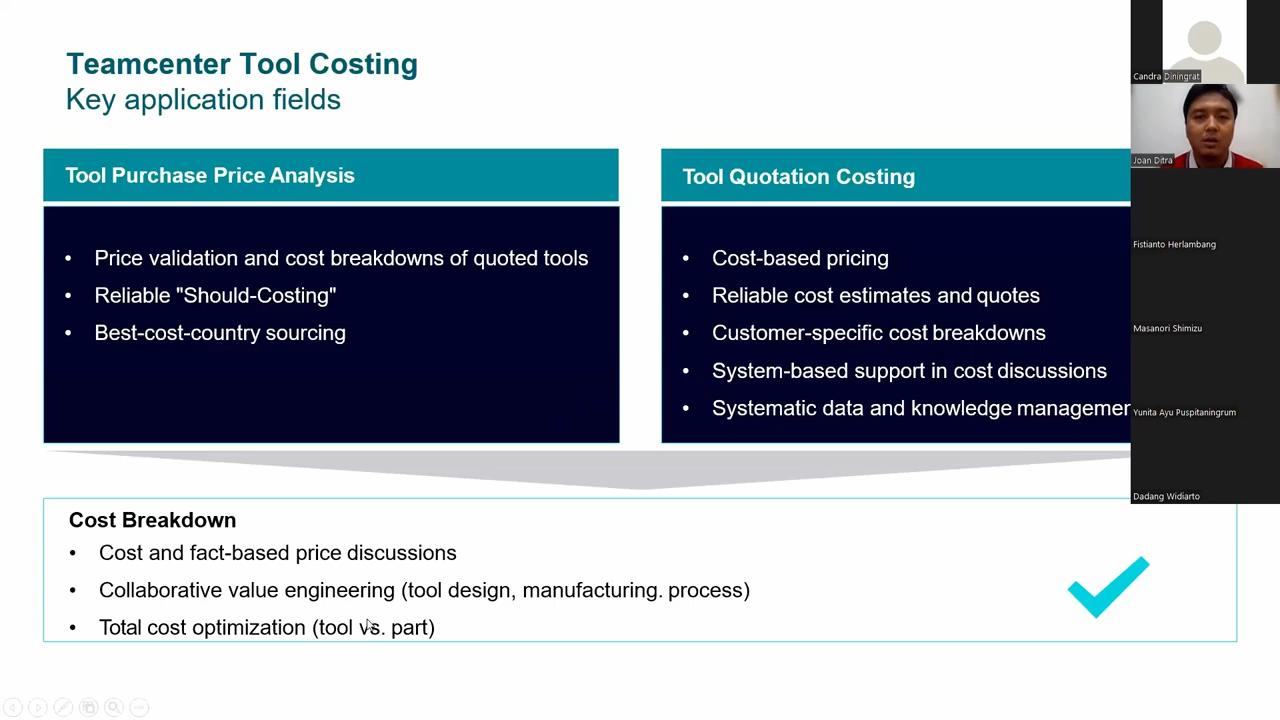 Teamcenter Tool Costing
Key application fields
Tool Purchase Price Analysis
• Price validation and cost breakdowns of quoted tools
• Reliable "Should-Costing"
• Best-cost-country sourcing
Tool Quotation Costing
• Cost-based pricing
• Reliable cost estimates and quotes
• Customer-specific cost breakdowns
• System-based support in cost discussions
• Systematic data and knowledge managemen
Cost Breakdown
• Cost and fact-based price discussions
• Collaborative value engineering (tool design, manufacturing. process)
• Total cost optimization (tool vs. part)
Candra Diningrat
Joan Ditra
Fistianto Herlambang
Masanori Shimizu
Yunita Ayu Puspitaningrum
Dadang Widiarto